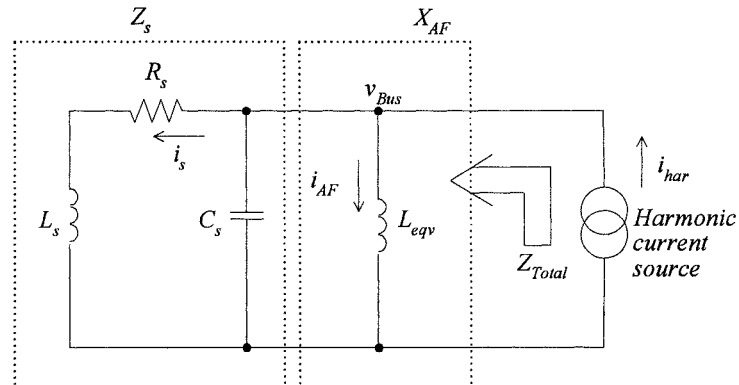 Z_s
X_AF
R_s
v_Bus
i_s
i_AF
i_har
L_s
C_s
L_eqv
Z_Total
Harmonic
current
source